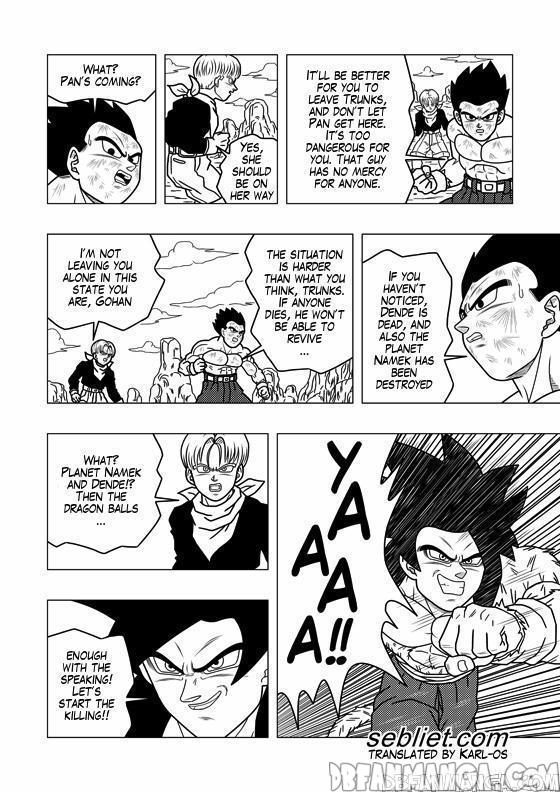 WHAT?
PAN'S COMING?
YES,
SHE
SHOULD
BE ON
HER WAY
IT'LL BE BETTER
FOR YOU TO
LEAVE TRUNKS,
AND DON'T LET
PAN GET HERE.
IT'S TOO
DANGEROUS FOR
YOU. THAT GUY
HAS NO MERCY
FOR ANYONE.
I'M NOT
LEAVING YOU
ALONE IN THIS
STATE YOU
ARE, GOHAN
THE SITUATION
IS HARDER
THAN WHAT YOU
THINK, TRUNKS.
IF ANYONE
DIES, HE WON'T
BE ABLE TO
REVIVE
...
IF YOU
HAVEN'T
NOTICED,
DENDE IS
DEAD, AND
ALSO THE
PLANET
NAMEK HAS
BEEN
DESTROYED
WHAT?
PLANET NAMEK
AND DENDE!?
THEN THE
DRAGON BALLS
...
YAAAA!!
ENOUGH
WITH THE
SPEAKING!
LET'S
START THE
KILLING!!
sebliet.com
TRANSLATED BY KARL-OS
DBFANMANGA.COM